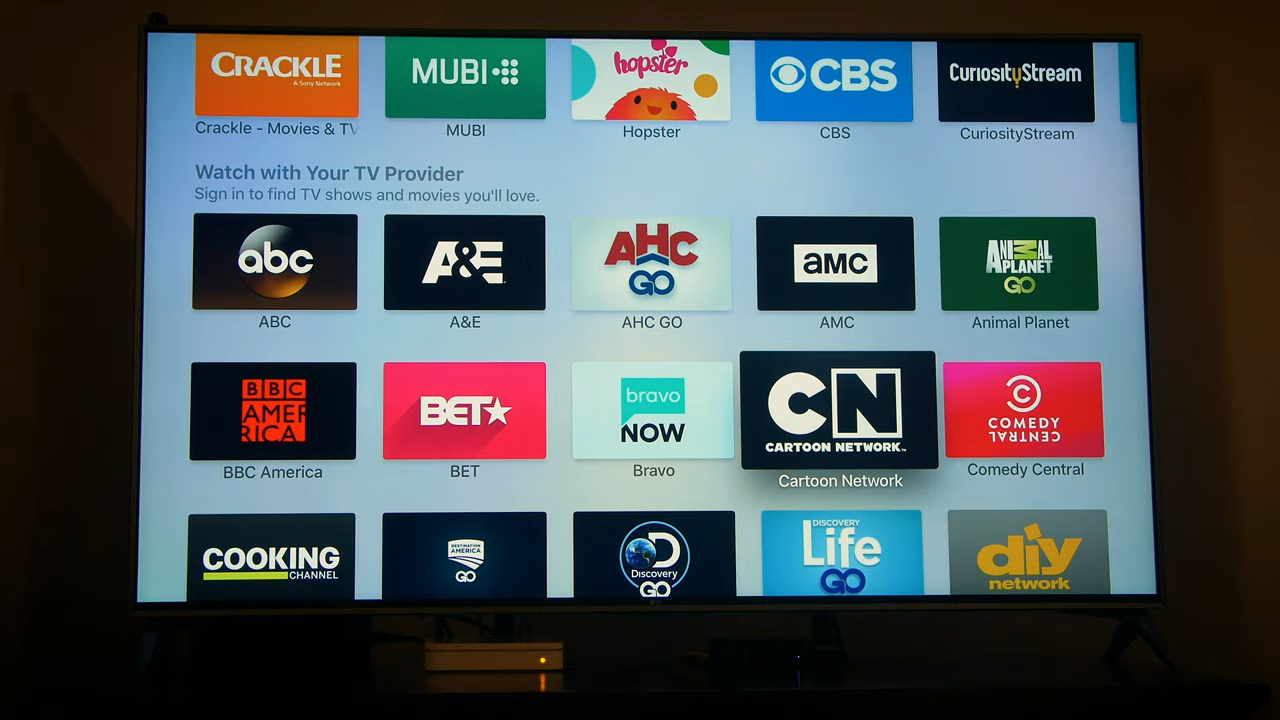 CRACKLE
A Sony Network
MUBI
hopster
CBS
CuriosityStream
Crackle - Movies & TV
MUBI
Hopster
CBS
CuriosityStream
Watch with Your TV Provider
Sign in to find TV shows and movies you'll love.
abc
A&E
AHC
GO
aMC
ANIMAL
PLANET
GO
ABC
A&E
AHC GO
AMC
Animal Planet
BBC
AMER
RICA
BET
bravo
NOW
CN
CARTOON NETWORK™
C
COMEDY
CENTRAL
BBC America
BET
Bravo
Cartoon Network
Comedy Central
COOKING
CHANNEL
DESTINATION
AMERICA
GO
D
DISCOVERY
GO
DISCOVERY
Life
GO
diy
network
LG